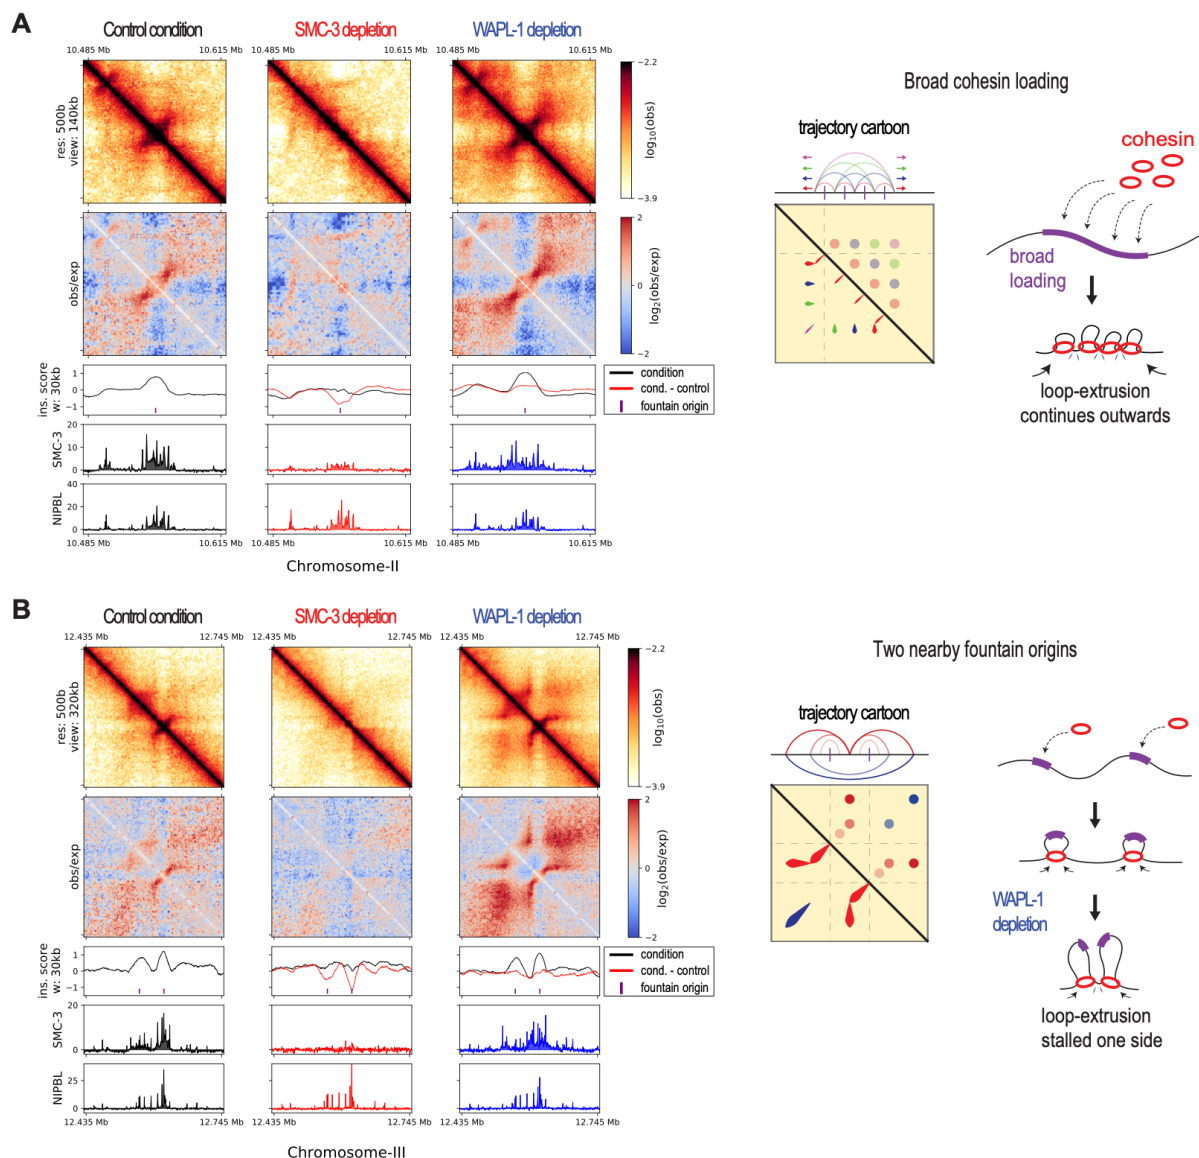 A
Control condition
SMC-3 depletion
WAPL-1 depletion
10.485 Mb 10.615 Mb
10.485 Mb 10.615 Mb
10.485 Mb 10.615 Mb
res: 500b
view: 140kb
-2.2
log10(obs)
-3.9
obs/exp
2
0
-2
log2(obs/exp)
ins. score
w: 30kb
1
0
-1
condition
cond. - control
fountain origin
SMC-3
20
10
0
NIPBL
40
20
0
10.485 Mb 10.615 Mb
10.485 Mb 10.615 Mb
10.485 Mb 10.615 Mb
Chromosome-II
Broad cohesin loading
trajectory cartoon
cohesin
broad
loading
loop-extrusion
continues outwards
B
Control condition
SMC-3 depletion
WAPL-1 depletion
12.435 Mb 12.745 Mb
12.435 Mb 12.745 Mb
12.435 Mb 12.745 Mb
res: 500b
view: 320kb
-2.2
log10(obs)
-3.9
obs/exp
2
0
-2
log2(obs/exp)
ins. score
w: 30kb
1
0
-1
condition
cond. - control
fountain origin
SMC-3
20
0
NIPBL
25
0
12.435 Mb 12.745 Mb
12.435 Mb 12.745 Mb
12.435 Mb 12.745 Mb
Chromosome-III
Two nearby fountain origins
trajectory cartoon
WAPL-1
depletion
loop-extrusion
stalled one side